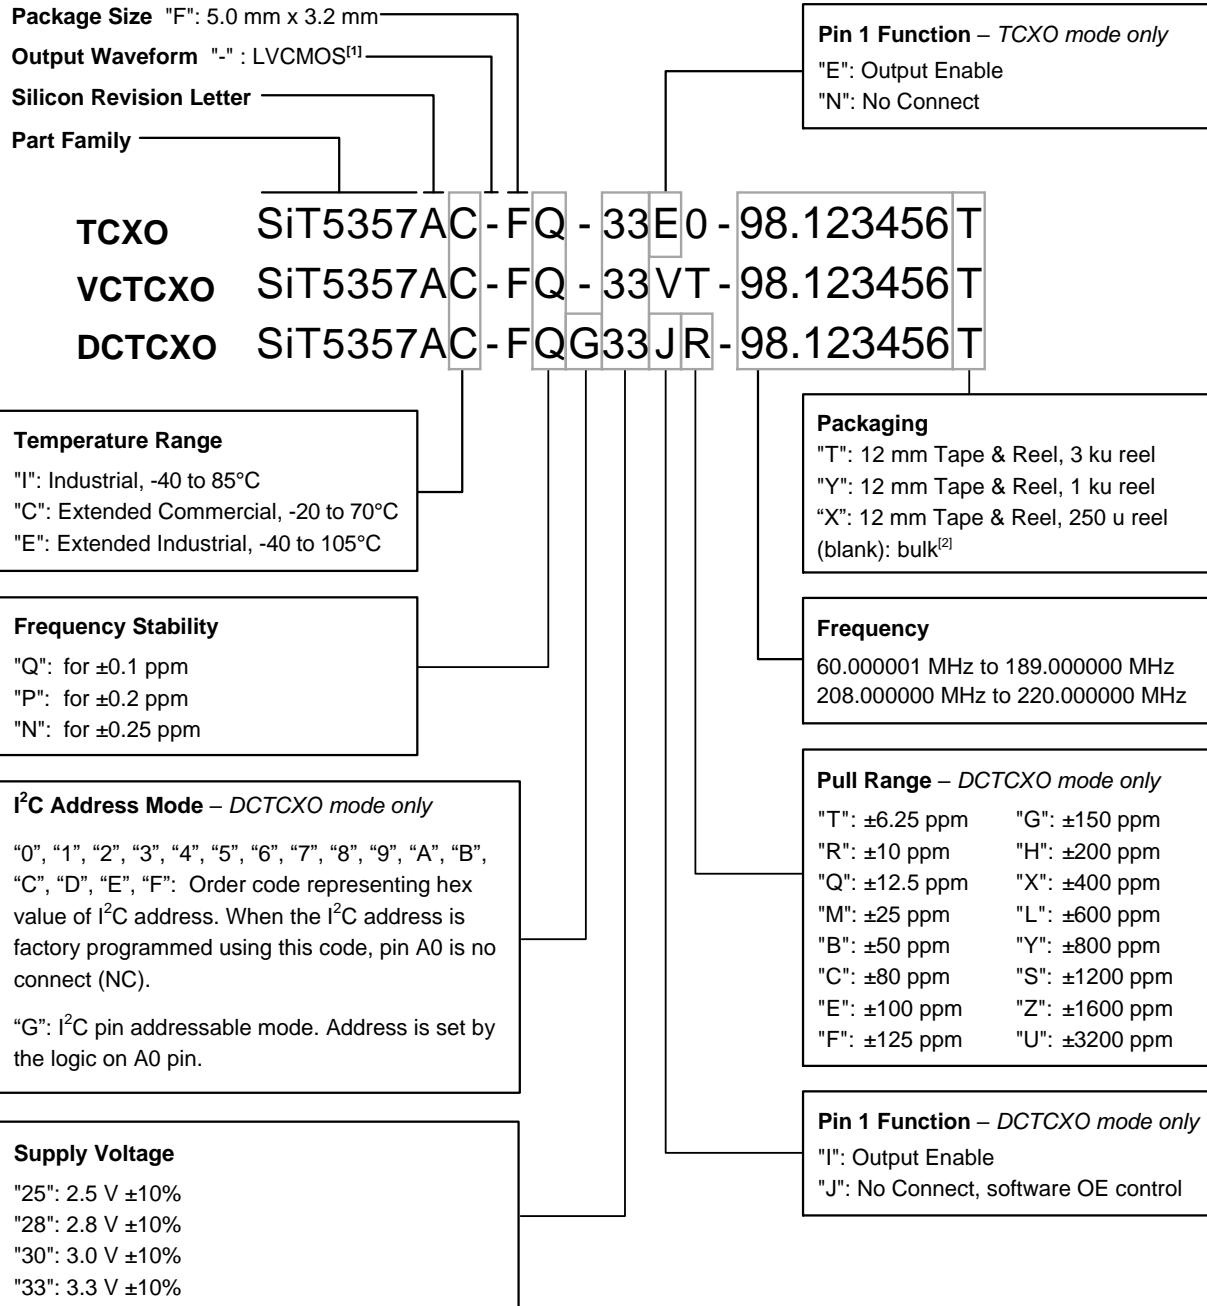 Package Size "F": 5.0 mm x 3.2 mm
Output Waveform "-" : LVCMOS[1]
Silicon Revision Letter
Part Family
Pin 1 Function – TCXO mode only
"E": Output Enable
"N": No Connect
TCXO SiT5357AC-FQ-33E0-98.123456T
VCTCXO SiT5357AC-FQ-33VT-98.123456T
DCTCXO SiT5357AC-FQG33JR-98.123456T
Temperature Range
"I": Industrial, -40 to 85°C
"C": Extended Commercial, -20 to 70°C
"E": Extended Industrial, -40 to 105°C
Frequency Stability
"Q": for ±0.1 ppm
"P": for ±0.2 ppm
"N": for ±0.25 ppm
I2C Address Mode – DCTCXO mode only
“0”, “1”, “2”, “3”, “4”, “5”, “6”, “7”, “8”, “9”, “A”, “B”,
“C”, “D”, “E”, “F”: Order code representing hex
value of I2C address. When the I2C address is
factory programmed using this code, pin A0 is no
connect (NC).
“G”: I2C pin addressable mode. Address is set by
the logic on A0 pin.
Supply Voltage
"25": 2.5 V ±10%
"28": 2.8 V ±10%
"30": 3.0 V ±10%
"33": 3.3 V ±10%
Packaging
"T": 12 mm Tape & Reel, 3 ku reel
"Y": 12 mm Tape & Reel, 1 ku reel
“X”: 12 mm Tape & Reel, 250 u reel
(blank): bulk[2]
Frequency
60.000001 MHz to 189.000000 MHz
208.000000 MHz to 220.000000 MHz
Pull Range – DCTCXO mode only
"T": ±6.25 ppm "G": ±150 ppm
"R": ±10 ppm "H": ±200 ppm
"Q": ±12.5 ppm "X": ±400 ppm
"M": ±25 ppm "L": ±600 ppm
"B": ±50 ppm "Y": ±800 ppm
"C": ±80 ppm "S": ±1200 ppm
"E": ±100 ppm "Z": ±1600 ppm
"F": ±125 ppm "U": ±3200 ppm
Pin 1 Function – DCTCXO mode only
"I": Output Enable
"J": No Connect, software OE control